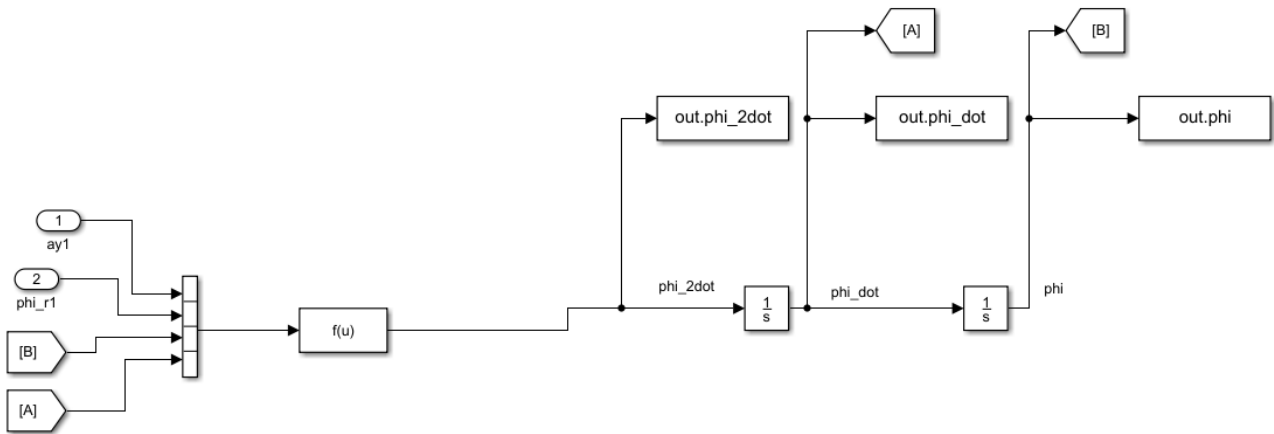 [A]
[B]
out.phi_2dot
out.phi_dot
out.phi
1
ay1
2
phi_r1
[B]
[A]
f(u)
phi_2dot
1
s
phi_dot
1
s
phi